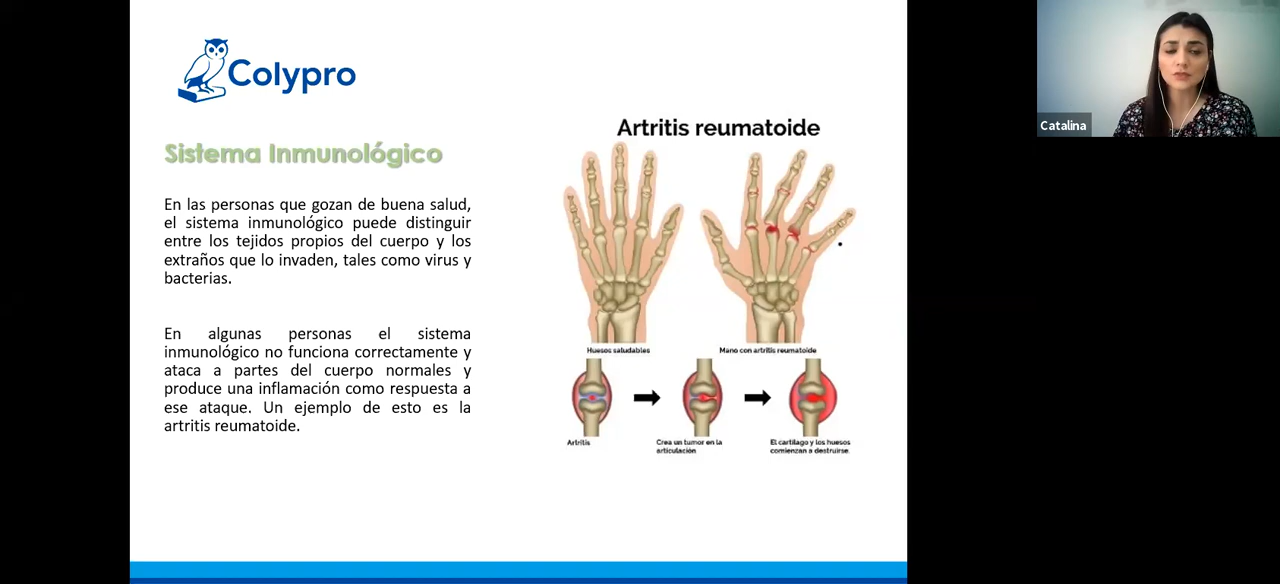 Colypro
Catalina
Artritis reumatoide
Sistema Inmunológico
En las personas que gozan de buena salud,
el sistema inmunológico puede distinguir
entre los tejidos propios del cuerpo y los
extraños que lo invaden, tales como virus y
bacterias.
En algunas personas el sistema
inmunológico no funciona correctamente y
ataca a partes del cuerpo normales y
produce una inflamación como respuesta a
ese ataque. Un ejemplo de esto es la
artritis reumatoide.
Huesos saludables
Mano con artritis reumatoide
Artritis
Crea un tumor en la
articulación
El cartílago y los huesos
comienzan a destruirse.